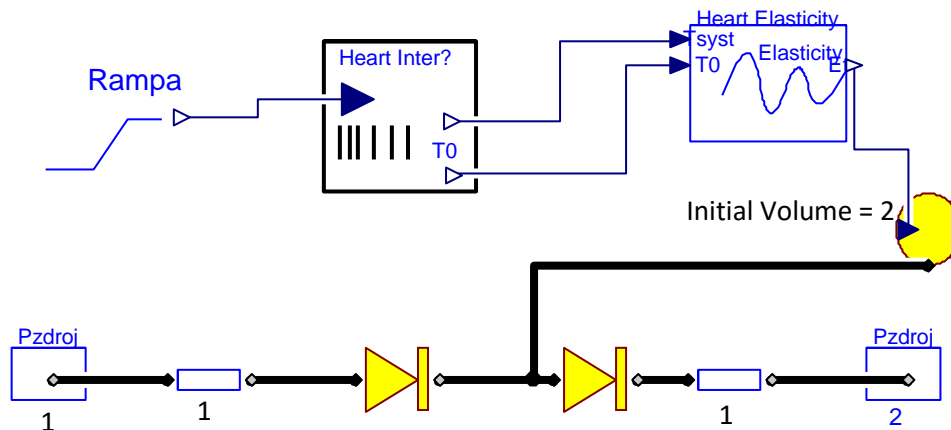 Heart Elasticity
Heart Inter?
Tsyst
Elasticity
Rampa
T0
E
T0
Initial Volume = 2
Pzdroj
Pzdroj
1
1
1
2